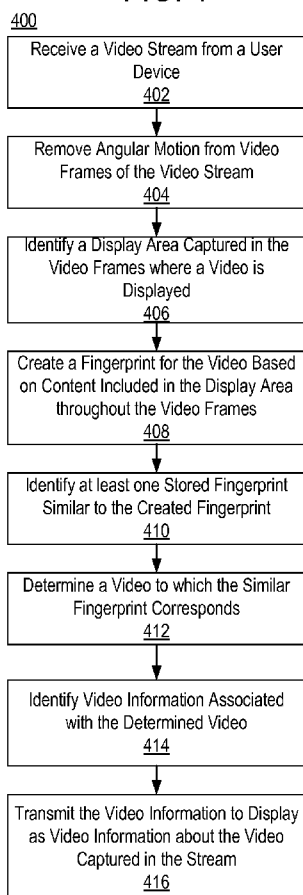 400
Receive a Video Stream from a User
Device
402
Remove Angular Motion from Video
Frames of the Video Stream
404
Identify a Display Area Captured in the
Video Frames where a Video is
Displayed
406
Create a Fingerprint for the Video Based
on Content Included in the Display Area
throughout the Video Frames
408
Identify at least one Stored Fingerprint
Similar to the Created Fingerprint
410
Determine a Video to which the Similar
Fingerprint Corresponds
412
Identify Video Information Associated
with the Determined Video
414
Transmit the Video Information to Display
as Video Information about the Video
Captured in the Stream
416